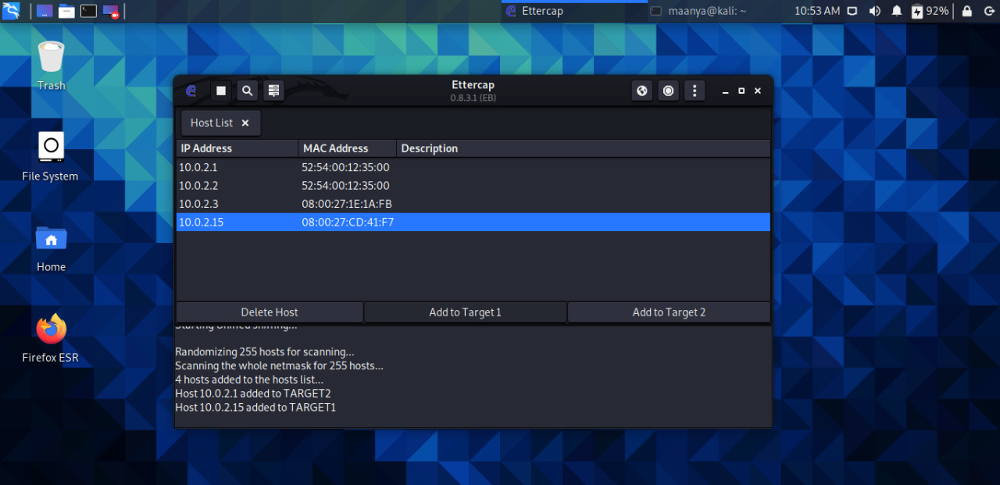 Ettercap
maanya@kali: ~
10:53 AM
92%
Trash
File System
Home
Firefox ESR
Ettercap
0.8.3.1 (EB)
Host List
IP Address MAC Address Description
10.0.2.1 52:54:00:12:35:00
10.0.2.2 52:54:00:12:35:00
10.0.2.3 08:00:27:1E:1A:FB
10.0.2.15 08:00:27:CD:41:F7
Delete Host Add to Target 1 Add to Target 2
Starting Unified sniffing...
Randomizing 255 hosts for scanning...
Scanning the whole netmask for 255 hosts...
4 hosts added to the hosts list...
Host 10.0.2.1 added to TARGET2
Host 10.0.2.15 added to TARGET1